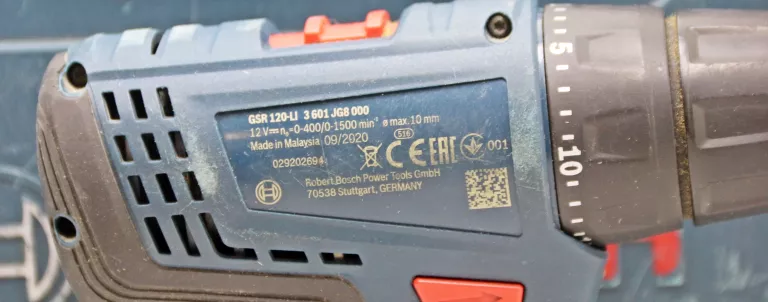 GSR 120-LI 3 601 JG8 000
12 V⎓ n₀=0-400/0-1500 min⁻¹ ø max. 10 mm
Made in Malaysia 09/2020 516
029202694
CE EAC 001
Robert Bosch Power Tools GmbH
70538 Stuttgart, GERMANY
5
10